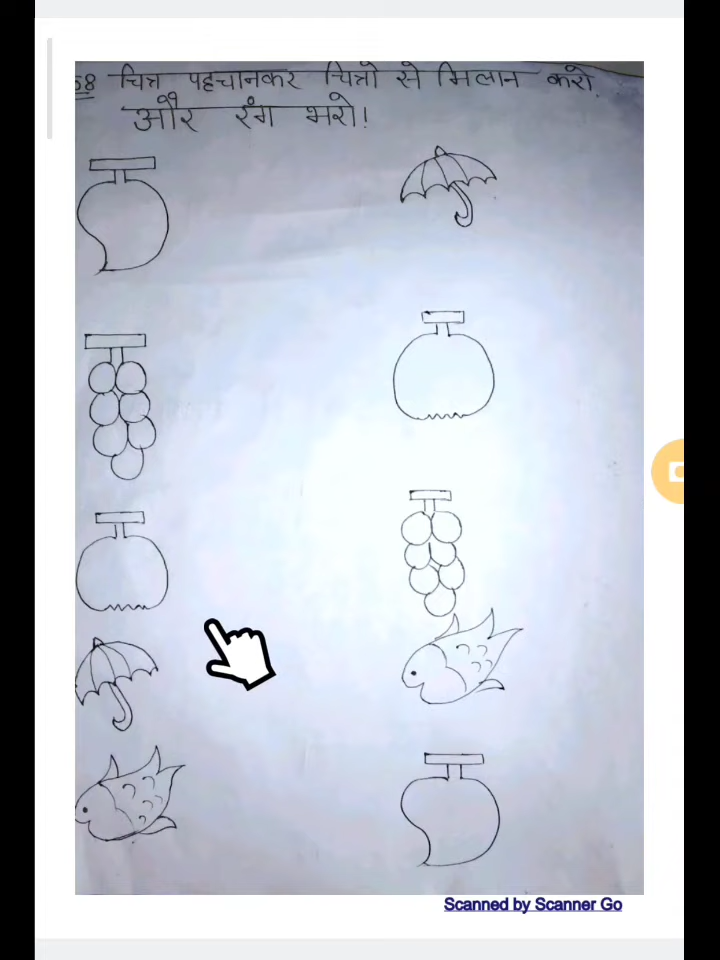 58 चित्र पहचानकर चित्रो से मिलान करो.
और रंग भरो।
Scanned by Scanner Go